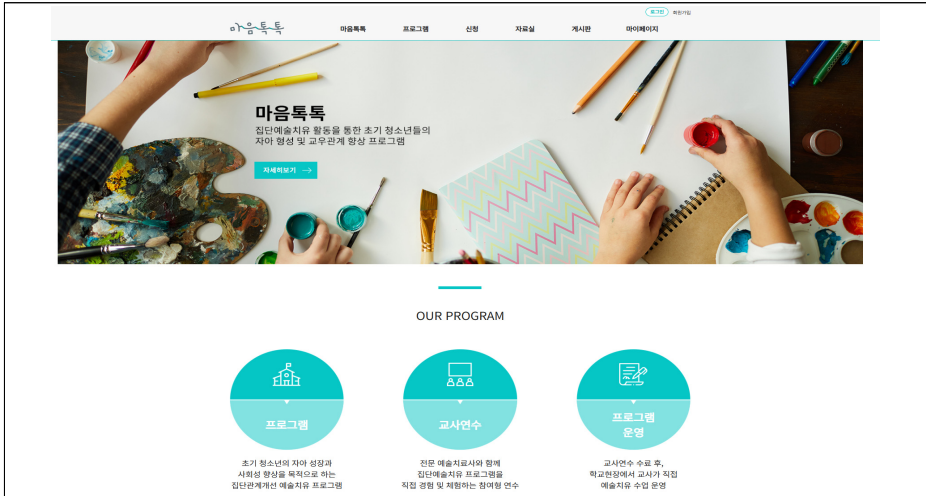 로그인 회원가입
마음톡톡 마음톡톡 프로그램 신청 자료실 게시판 마이페이지
마음톡톡
집단예술치유 활동을 통한 초기 청소년들의
자아 형성 및 교우관계 향상 프로그램
자세히보기 →
OUR PROGRAM
프로그램
초기 청소년의 자아 성장과
사회성 향상을 목적으로 하는
집단관계개선 예술치유 프로그램
교사연수
전문 예술치료사와 함께
집단예술치유 프로그램을
직접 경험 및 체험하는 참여형 연수
프로그램
운영
교사연수 수료 후,
학교현장에서 교사가 직접
예술치유 수업 운영